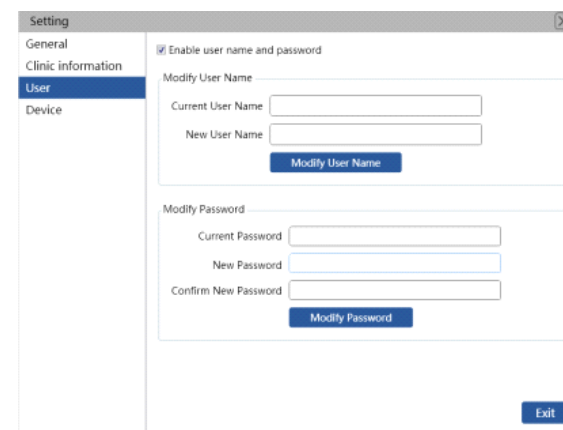 Setting
General
Clinic information
User
Device
Enable user name and password
Modify User Name
Current User Name
New User Name
Modify User Name
Modify Password
Current Password
New Password
Confirm New Password
Modify Password
Exit